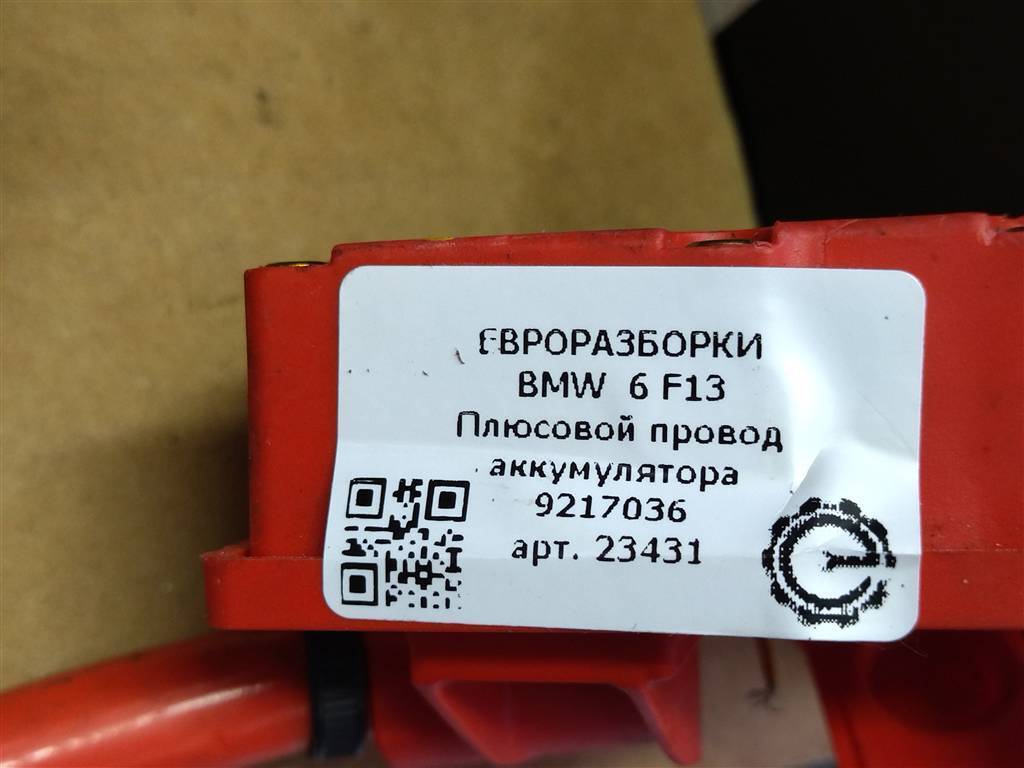 ЕВРОРАЗБОРКИ
BMW 6 F13
Плюсовой провод
аккумулятора
9217036
арт. 23431